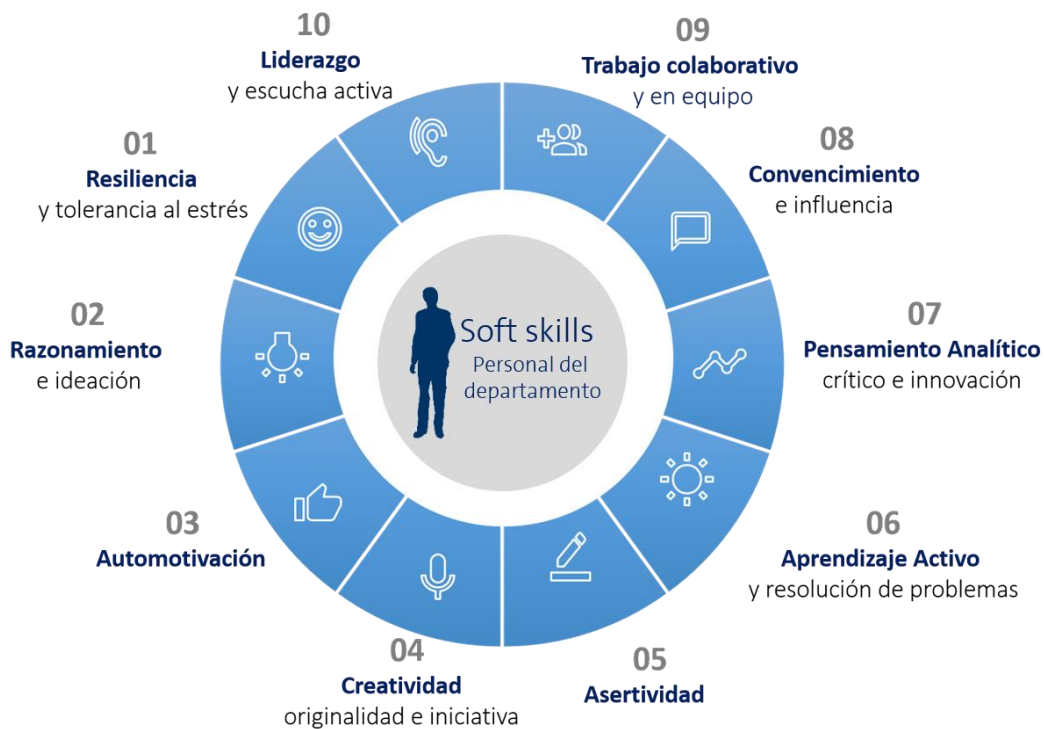 10
Liderazgo
y escucha activa
09
Trabajo colaborativo
y en equipo
01
Resiliencia
y tolerancia al estrés
08
Convencimiento
e influencia
02
Razonamiento
e ideación
Soft skills
Personal del
departamento
07
Pensamiento Analítico
crítico e innovación
03
Automotivación
06
Aprendizaje Activo
y resolución de problemas
04
Creatividad
originalidad e iniciativa
05
Asertividad